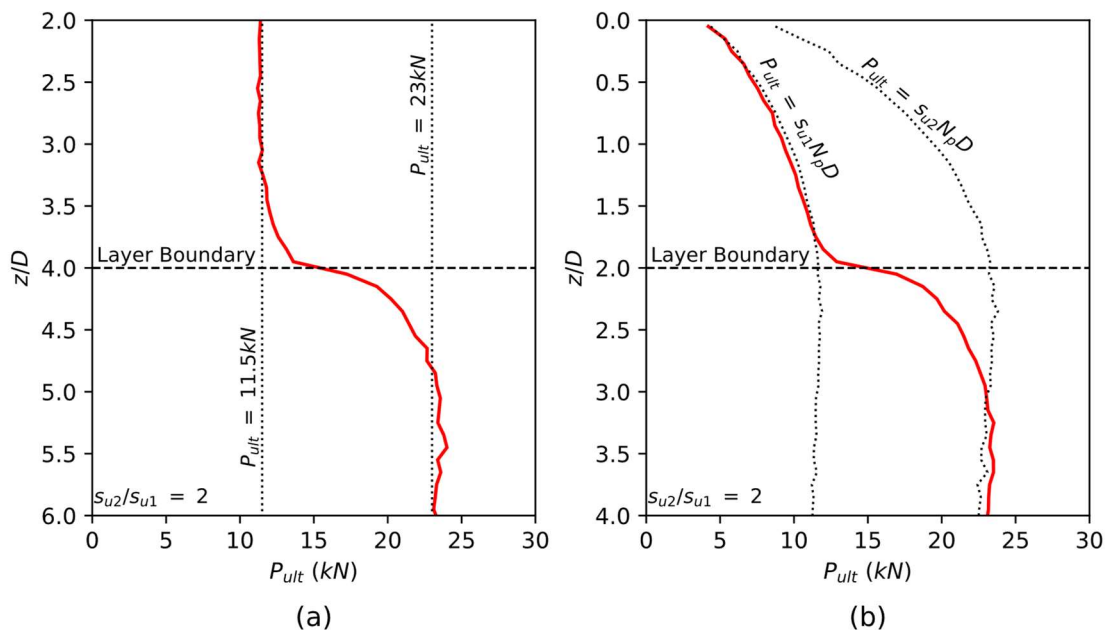 2.0
2.5
3.0
3.5
4.0
4.5
5.0
5.5
6.0
z/D
P_ult = 23kN
Layer Boundary
P_ult = 11.5kN
s_u2/s_u1 = 2
0 5 10 15 20 25 30
P_ult (kN)
(a)
0.0
0.5
1.0
1.5
2.0
2.5
3.0
3.5
4.0
z/D
P_ult = s_u1N_pD
P_ult = s_u2N_pD
Layer Boundary
s_u2/s_u1 = 2
0 5 10 15 20 25 30
P_ult (kN)
(b)